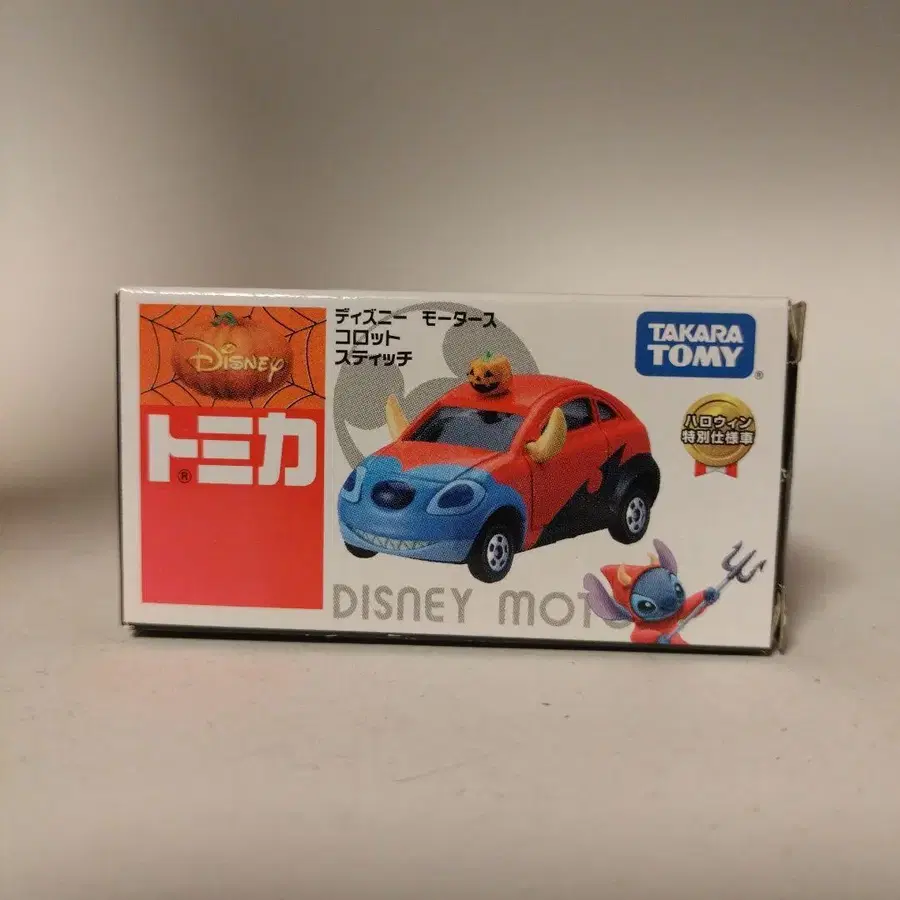 Disney
トミカ
®
ディズニー モータース
コロット
スティッチ
TAKARA
TOMY
®
ハロウィン
特別仕様車
DISNEY MOT